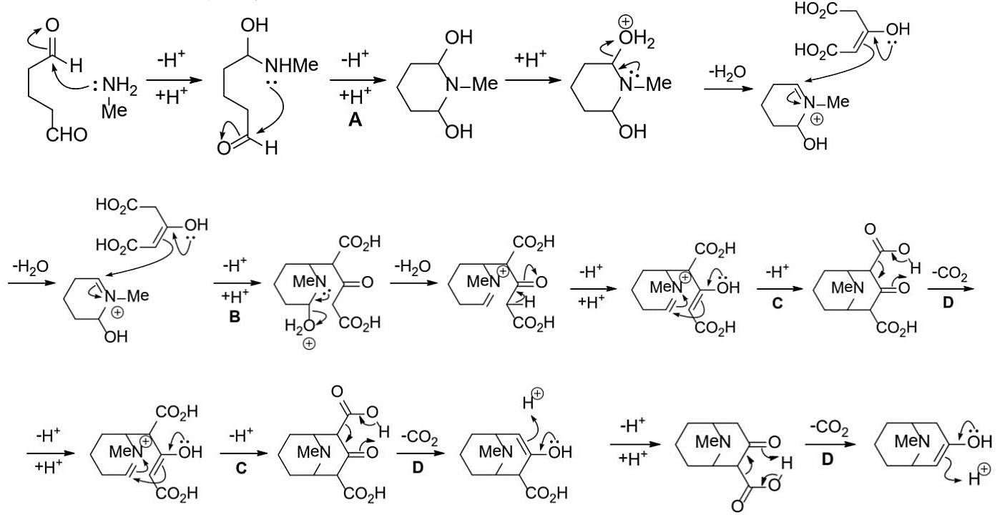 O
H
:NH2
Me
CHO
-H+
+H+
OH
NHMe
O
H
-H+
+H+
A
OH
N-Me
OH
+H+
⊕
OH2
N-Me
OH
-H2O
HO2C
OH
HO2C
N-Me
⊕
OH
-H2O
HO2C
OH
HO2C
N-Me
⊕
OH
-H+
+H+
B
CO2H
MeN
O
H2O
⊕
CO2H
-H2O
CO2H
MeN
⊕
O
H
CO2H
-H+
+H+
CO2H
MeN
⊕
OH
CO2H
-H+
C
O
O
H
MeN
O
CO2H
-CO2
D
-H+
+H+
CO2H
MeN
⊕
OH
CO2H
-H+
C
O
O
H
MeN
O
CO2H
-CO2
D
H⊕
MeN
OH
CO2H
-H+
+H+
MeN
O
H
O
O
-CO2
D
MeN
OH
H⊕